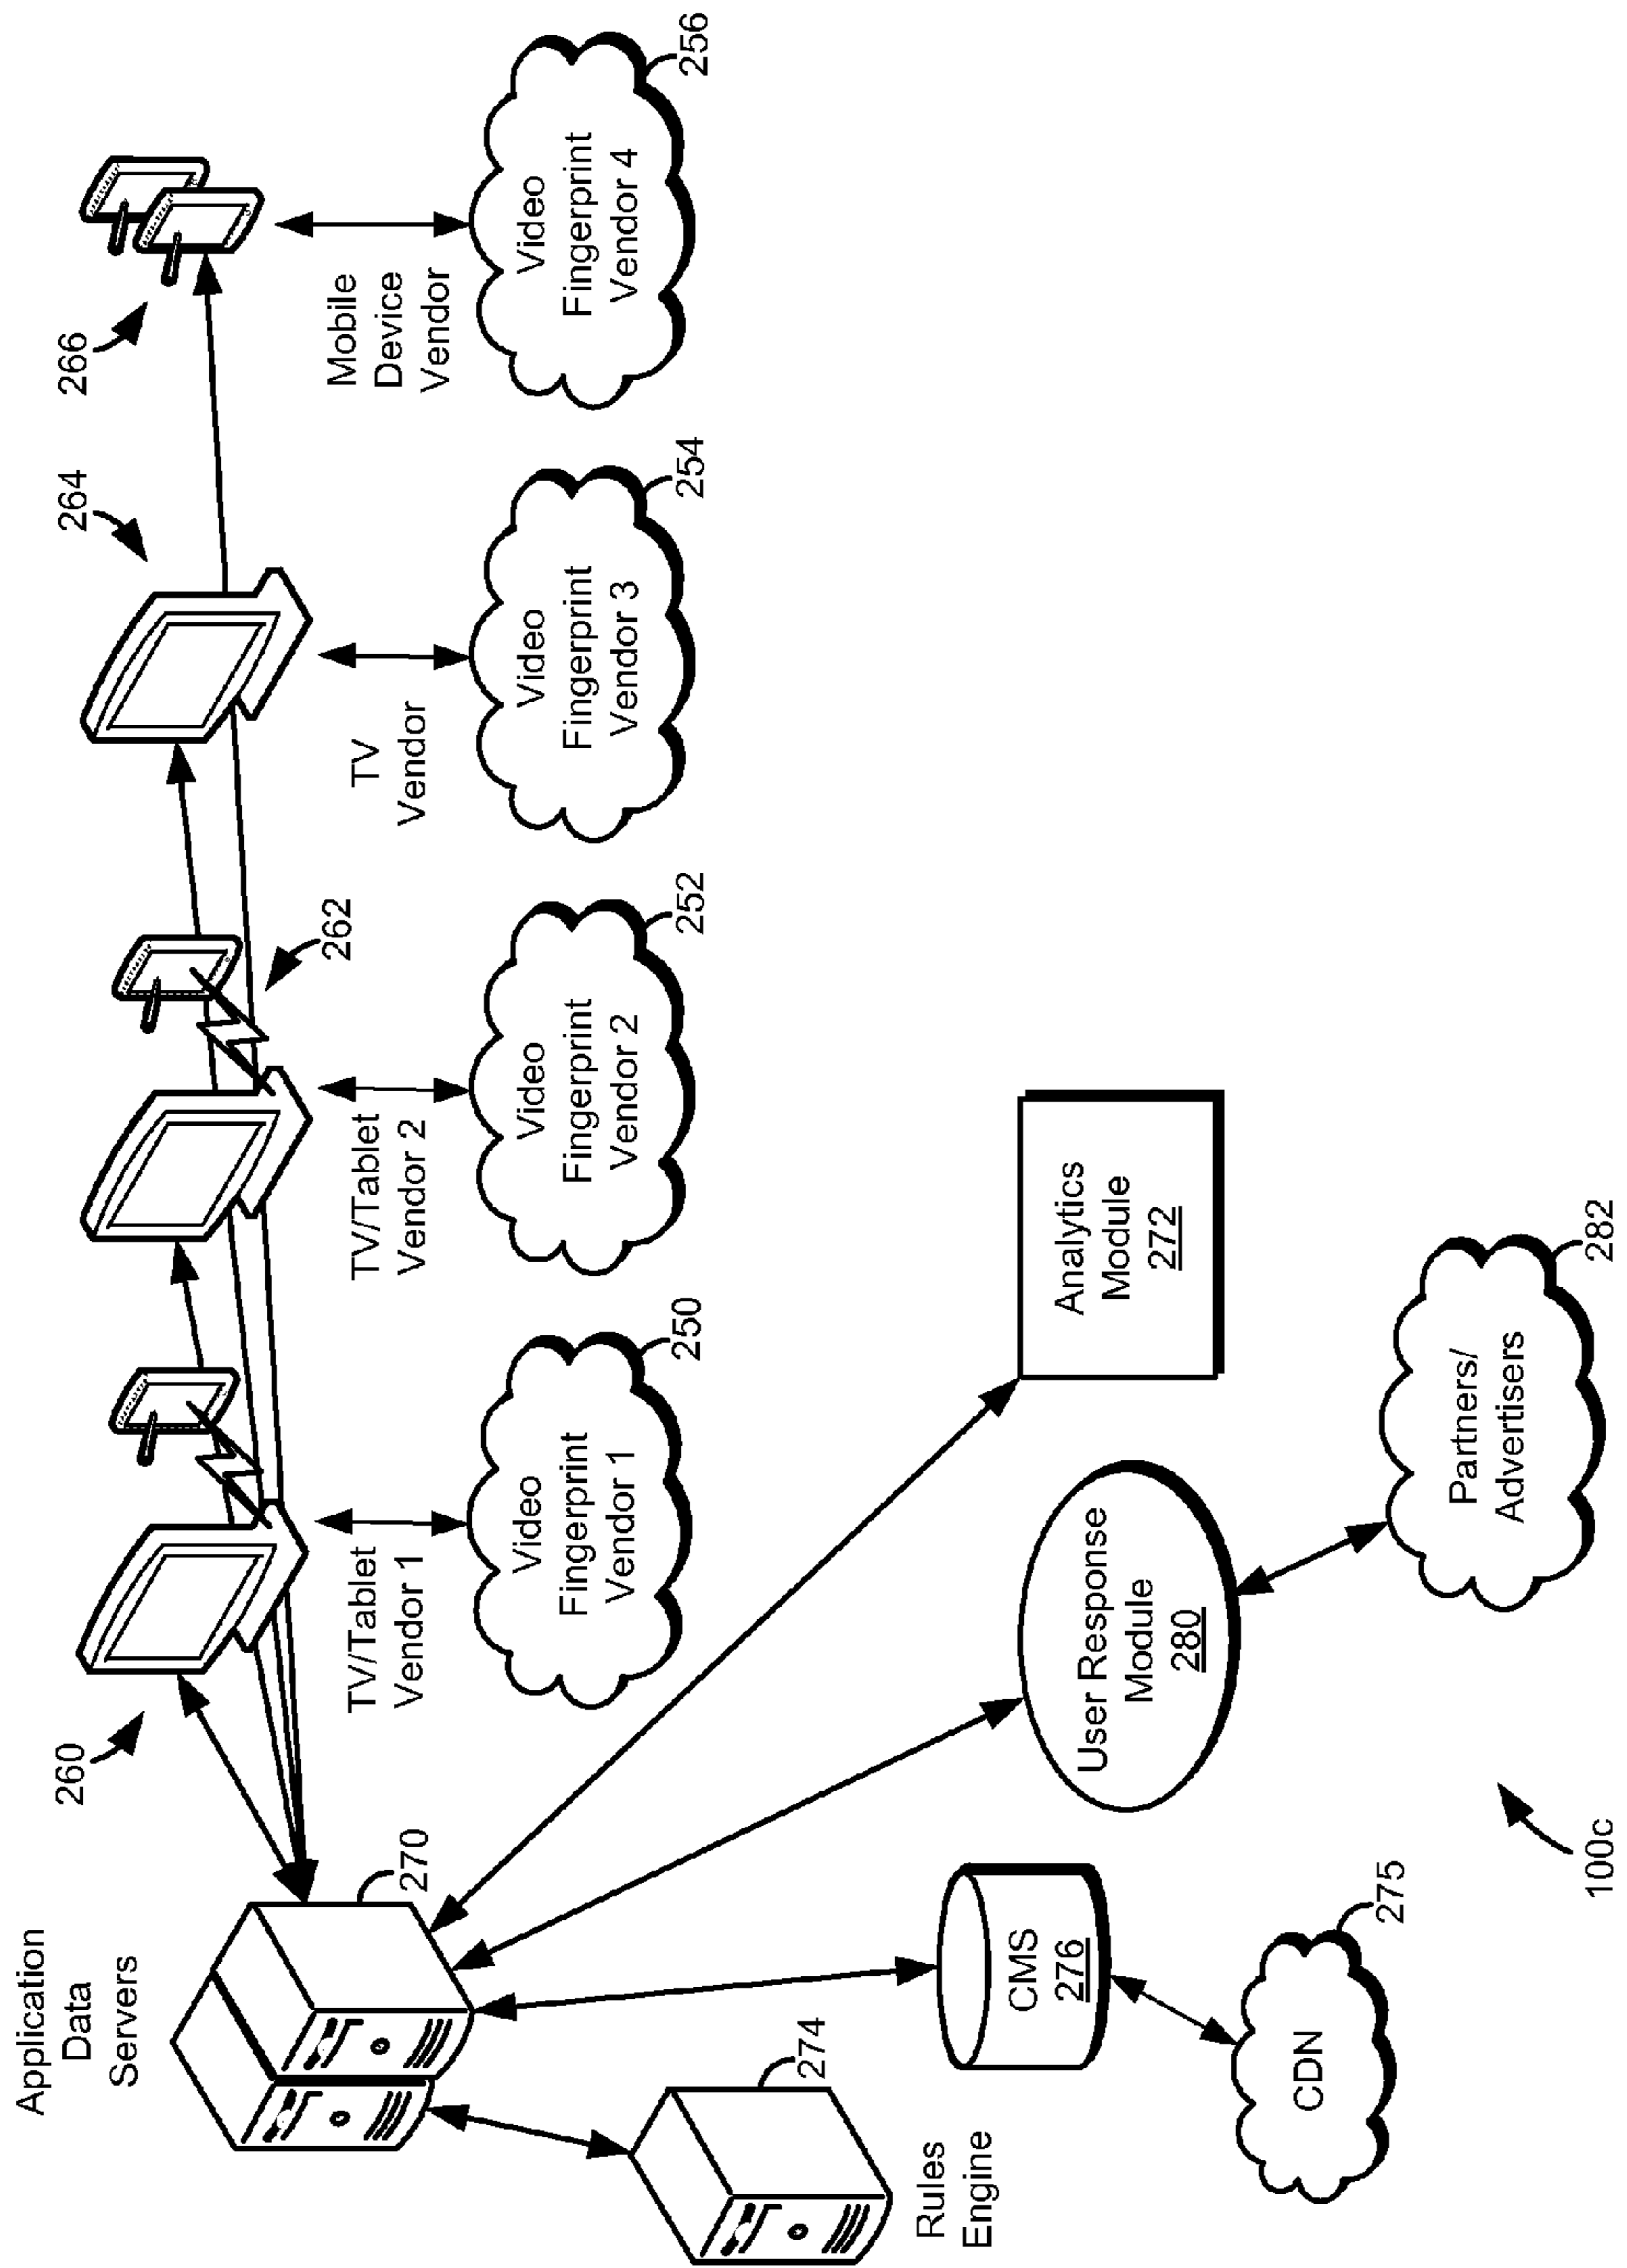 Application
Data
Servers
270
260
262
264
266
TV/Tablet
Vendor 1
TV/Tablet
Vendor 2
TV
Vendor
Mobile
Device
Vendor
Video
Fingerprint
Vendor 1
250
Video
Fingerprint
Vendor 2
252
Video
Fingerprint
Vendor 3
254
Video
Fingerprint
Vendor 4
256
Rules
Engine
274
CMS
276
CDN
275
User Response
Module
280
Analytics
Module
272
Partners/
Advertisers
282
100c